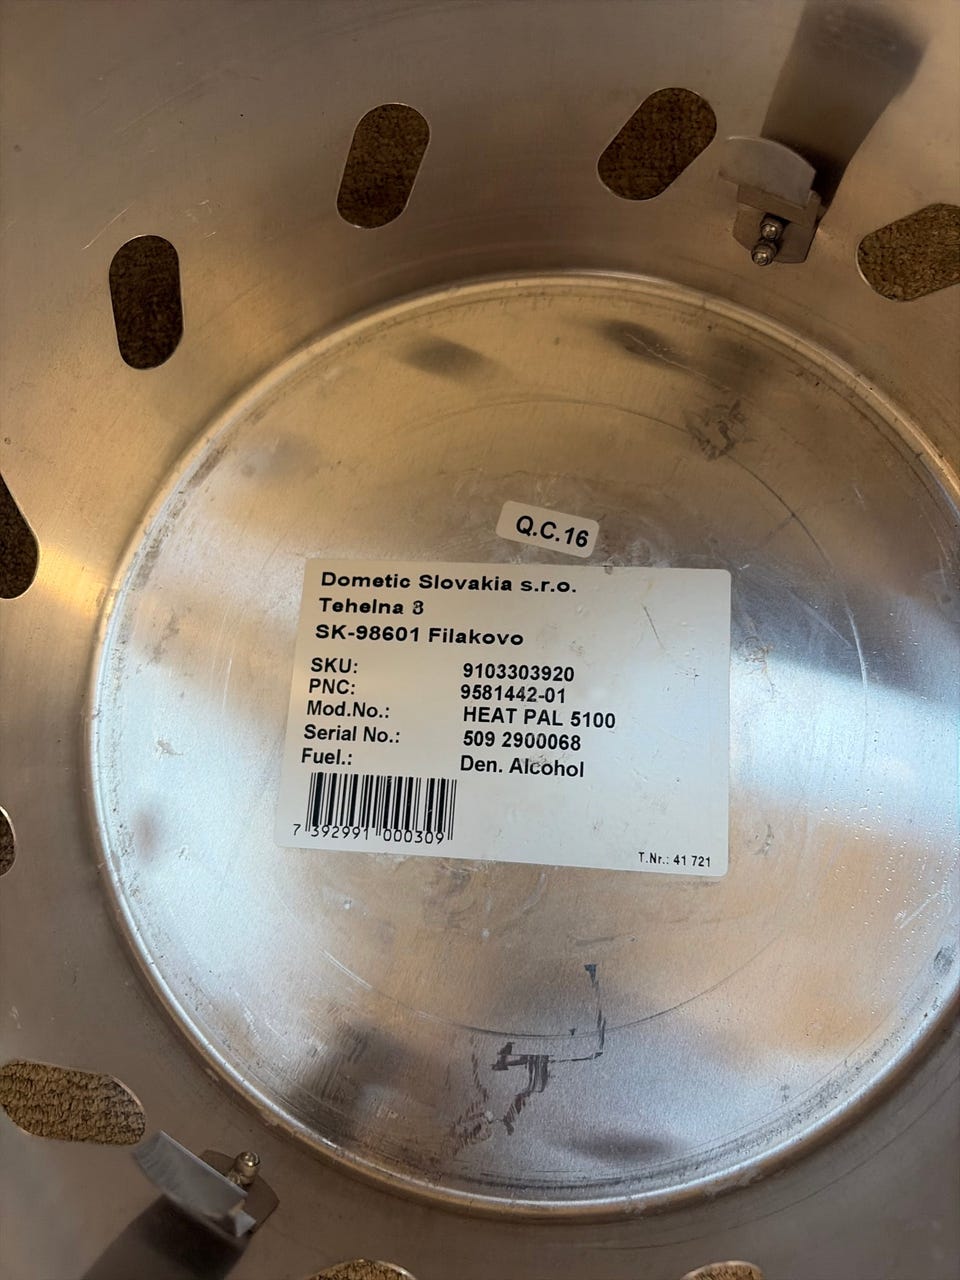 Q.C.16
Dometic Slovakia s.r.o.
Tehelna 8
SK-98601 Filakovo
SKU: 9103303920
PNC: 9581442-01
Mod.No.: HEAT PAL 5100
Serial No.: 509 2900068
Fuel.: Den. Alcohol
7 392991 000309
T.Nr.: 41 721